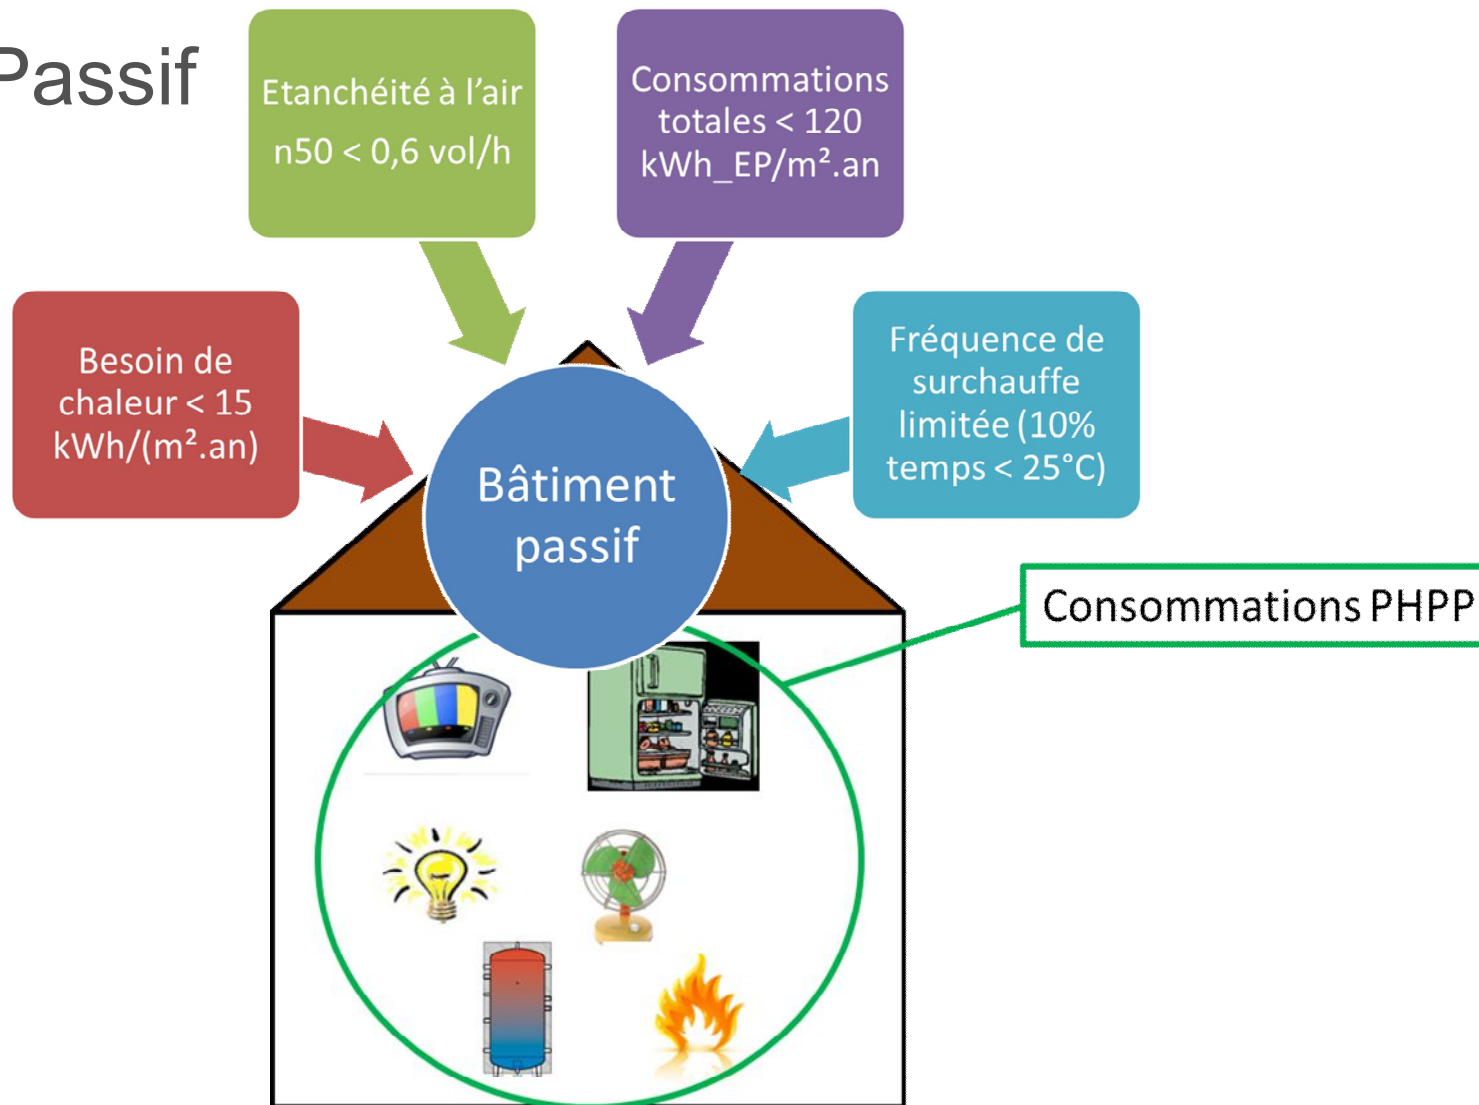 Passif
Etanchéité à l'air
n50 < 0,6 vol/h
Consommations
totales < 120
kWh_EP/m².an
Besoin de
chaleur < 15
kWh/(m².an)
Fréquence de
surchauffe
limitée (10%
temps < 25°C)
Bâtiment
passif
Consommations PHPP